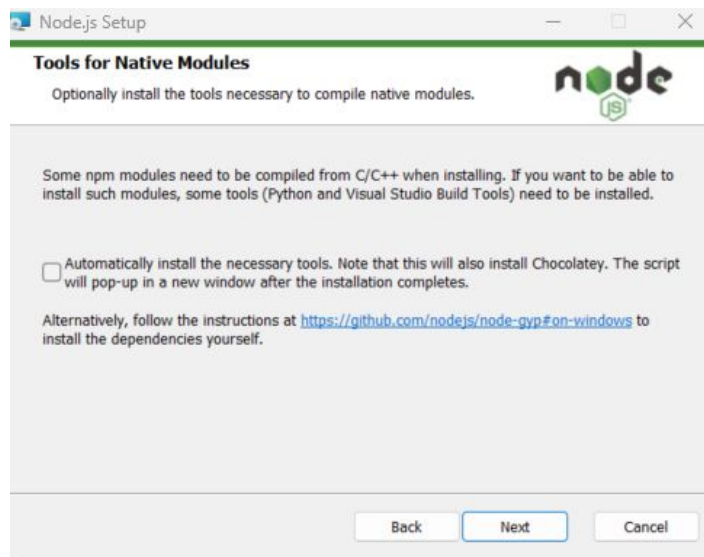 Node.js Setup
Tools for Native Modules
Optionally install the tools necessary to compile native modules.
node
JS
Some npm modules need to be compiled from C/C++ when installing. If you want to be able to
install such modules, some tools (Python and Visual Studio Build Tools) need to be installed.
Automatically install the necessary tools. Note that this will also install Chocolatey. The script
will pop-up in a new window after the installation completes.
Alternatively, follow the instructions at https://github.com/nodejs/node-gyp#on-windows to
install the dependencies yourself.
Back Next Cancel